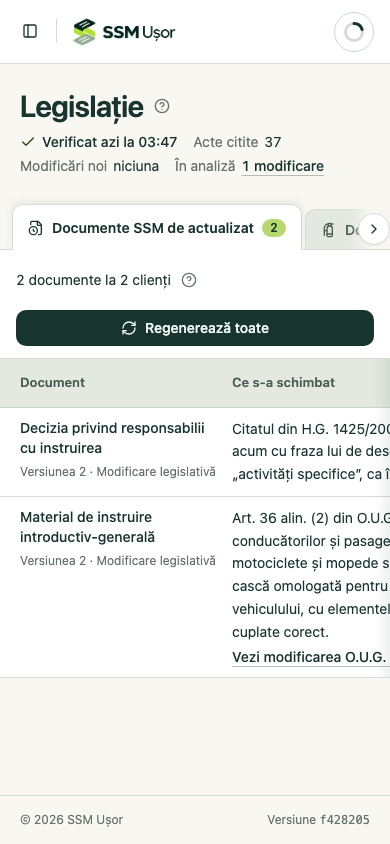 SSM Ușor
Legislație
Verificat azi la 03:47 Acte citite 37
Modificări noi niciuna În analiză 1 modificare
Documente SSM de actualizat 2
2 documente la 2 clienți
Regenerează toate
Document Ce s-a schimbat
Decizia privind responsabilii
cu instruirea
Versiunea 2 · Modificare legislativă
Citatul din H.G. 1425/200
acum cu fraza lui de
„activități specifice”, ca
Material de instruire
introductiv-generală
Versiunea 2 · Modificare legislativă
Art. 36 alin. (2) din O.U.G
conducătorilor și
motociclete și mopede
cască omologată pentru
vehiculului, cu
cuplate corect.
Vezi modificarea O.U.G.
© 2026 SSM Ușor Versiune f428205